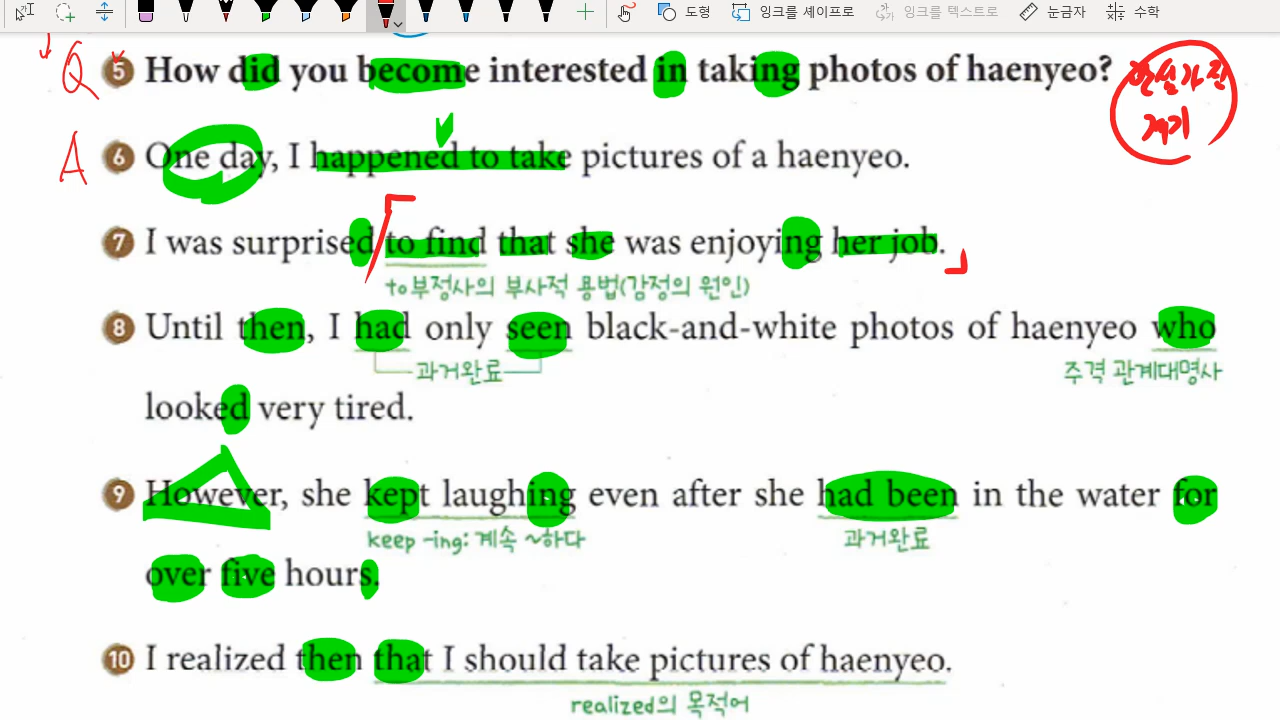 도형 잉크를 셰이프로 잉크를 텍스트로 눈금자 수학
Q 5 How did you become interested in taking photos of haenyeo?
A 6 One day, I happened to take pictures of a haenyeo.
7 I was surprised to find that she was enjoying her job.
to부정사의 부사적 용법(감정의 원인)
8 Until then, I had only seen black-and-white photos of haenyeo who
과거완료 주격 관계대명사
looked very tired.
9 However, she kept laughing even after she had been in the water for
keep -ing: 계속 ~하다 과거완료
over five hours.
10 I realized then that I should take pictures of haenyeo.
realized의 목적어